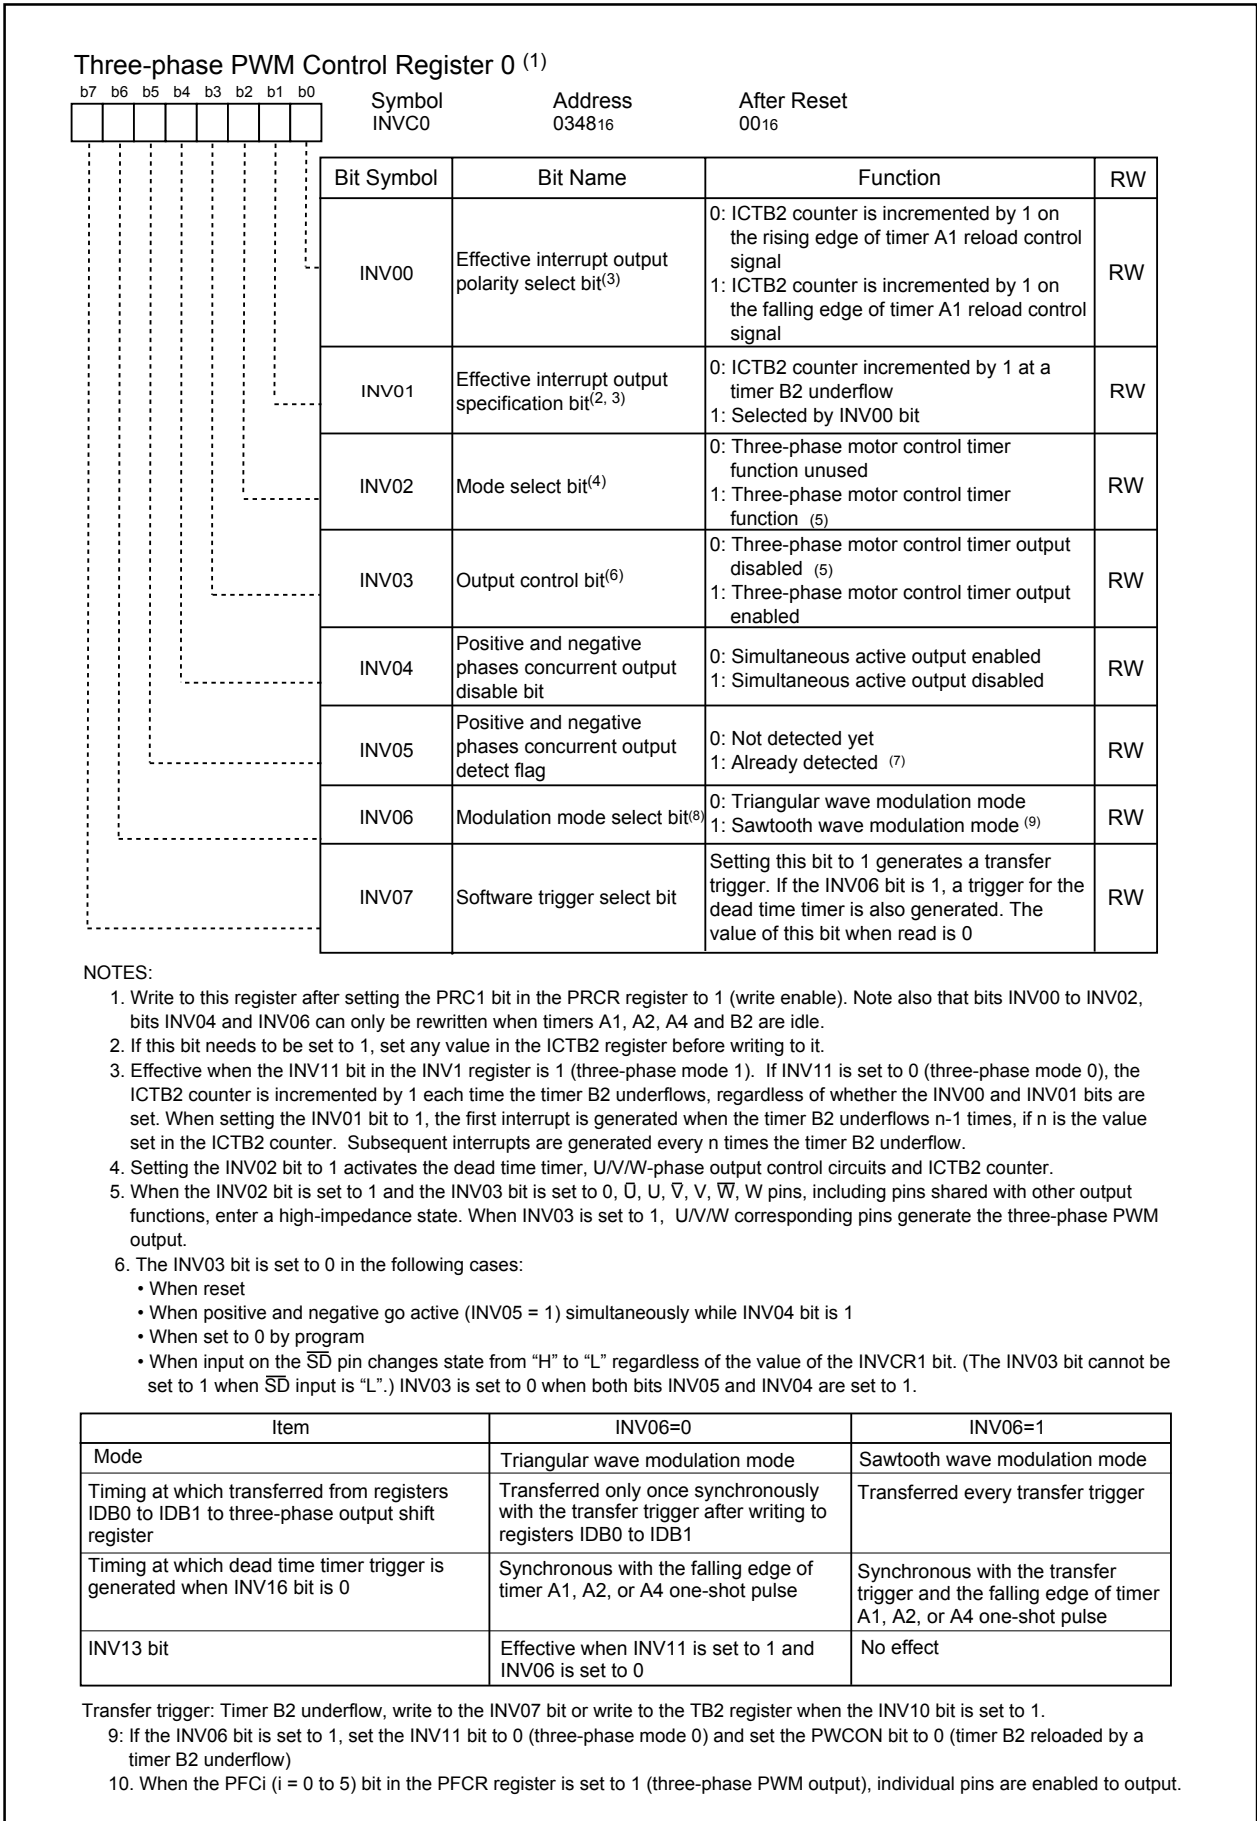 Three-phase PWM Control Register 0 (1)
b7 b6 b5 b4 b3 b2 b1 b0
Symbol Address After Reset
INVC0 034816 0016
Bit Symbol Bit Name Function RW
INV00
Effective interrupt output
polarity select bit(3)
0: ICTB2 counter is incremented by 1 on
the rising edge of timer A1 reload control
signal
1: ICTB2 counter is incremented by 1 on
the falling edge of timer A1 reload control
signal
RW
INV01
Effective interrupt output
specification bit(2, 3)
0: ICTB2 counter incremented by 1 at a
timer B2 underflow
1: Selected by INV00 bit
RW
INV02
Mode select bit(4)
0: Three-phase motor control timer
function unused
1: Three-phase motor control timer
function (5)
RW
INV03
Output control bit(6)
0: Three-phase motor control timer output
disabled (5)
1: Three-phase motor control timer output
enabled
RW
INV04
Positive and negative
phases concurrent output
disable bit
0: Simultaneous active output enabled
1: Simultaneous active output disabled
RW
INV05
Positive and negative
phases concurrent output
detect flag
0: Not detected yet
1: Already detected (7)
RW
INV06
Modulation mode select bit(8)
0: Triangular wave modulation mode
1: Sawtooth wave modulation mode (9)
RW
INV07
Software trigger select bit
Setting this bit to 1 generates a transfer
trigger. If the INV06 bit is 1, a trigger for the
dead time timer is also generated. The
value of this bit when read is 0
RW
NOTES:
1. Write to this register after setting the PRC1 bit in the PRCR register to 1 (write enable). Note also that bits INV00 to INV02,
bits INV04 and INV06 can only be rewritten when timers A1, A2, A4 and B2 are idle.
2. If this bit needs to be set to 1, set any value in the ICTB2 register before writing to it.
3. Effective when the INV11 bit in the INV1 register is 1 (three-phase mode 1). If INV11 is set to 0 (three-phase mode 0), the
ICTB2 counter is incremented by 1 each time the timer B2 underflows, regardless of whether the INV00 and INV01 bits are
set. When setting the INV01 bit to 1, the first interrupt is generated when the timer B2 underflows n-1 times, if n is the value
set in the ICTB2 counter. Subsequent interrupts are generated every n times the timer B2 underflow.
4. Setting the INV02 bit to 1 activates the dead time timer, U/V/W-phase output control circuits and ICTB2 counter.
5. When the INV02 bit is set to 1 and the INV03 bit is set to 0, U̅, U, V̅, V, W̅, W pins, including pins shared with other output
functions, enter a high-impedance state. When INV03 is set to 1, U/V/W corresponding pins generate the three-phase PWM
output.
6. The INV03 bit is set to 0 in the following cases:
• When reset
• When positive and negative go active (INV05 = 1) simultaneously while INV04 bit is 1
• When set to 0 by program
• When input on the S̅D̅ pin changes state from “H” to “L” regardless of the value of the INVCR1 bit. (The INV03 bit cannot be
set to 1 when S̅D̅ input is “L”.) INV03 is set to 0 when both bits INV05 and INV04 are set to 1.
Item INV06=0 INV06=1
Mode Triangular wave modulation mode Sawtooth wave modulation mode
Timing at which transferred from registers
IDB0 to IDB1 to three-phase output shift
register
Transferred only once synchronously
with the transfer trigger after writing to
registers IDB0 to IDB1
Transferred every transfer trigger
Timing at which dead time timer trigger is
generated when INV16 bit is 0
Synchronous with the falling edge of
timer A1, A2, or A4 one-shot pulse
Synchronous with the transfer
trigger and the falling edge of timer
A1, A2, or A4 one-shot pulse
INV13 bit
Effective when INV11 is set to 1 and
INV06 is set to 0
No effect
Transfer trigger: Timer B2 underflow, write to the INV07 bit or write to the TB2 register when the INV10 bit is set to 1.
9: If the INV06 bit is set to 1, set the INV11 bit to 0 (three-phase mode 0) and set the PWCON bit to 0 (timer B2 reloaded by a
timer B2 underflow)
10. When the PFCi (i = 0 to 5) bit in the PFCR register is set to 1 (three-phase PWM output), individual pins are enabled to output.